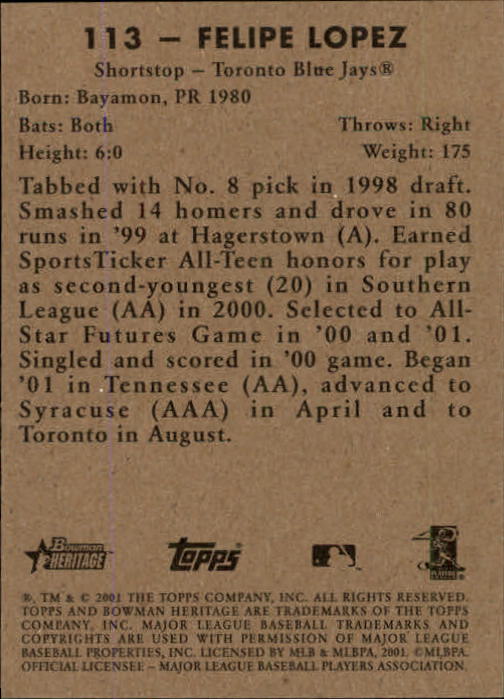 113 – FELIPE LOPEZ
Shortstop – Toronto Blue Jays®
Born: Bayamon, PR 1980
Bats: Both Throws: Right
Height: 6:0 Weight: 175
Tabbed with No. 8 pick in 1998 draft.
Smashed 14 homers and drove in 80
runs in '99 at Hagerstown (A). Earned
SportsTicker All-Teen honors for play
as second-youngest (20) in Southern
League (AA) in 2000. Selected to All-
Star Futures Game in '00 and '01.
Singled and scored in '00 game. Began
'01 in Tennessee (AA), advanced to
Syracuse (AAA) in April and to
Toronto in August.
Bowman
HERITAGE
Topps
®, TM & © 2001 THE TOPPS COMPANY, INC. ALL RIGHTS RESERVED.
TOPPS AND BOWMAN HERITAGE ARE TRADEMARKS OF THE TOPPS
COMPANY, INC. MAJOR LEAGUE BASEBALL TRADEMARKS AND
COPYRIGHTS ARE USED WITH PERMISSION OF MAJOR LEAGUE
BASEBALL PROPERTIES, INC. LICENSED BY MLB & MLBPA, 2001. ©MLBPA.
OFFICIAL LICENSEE – MAJOR LEAGUE BASEBALL PLAYERS ASSOCIATION.